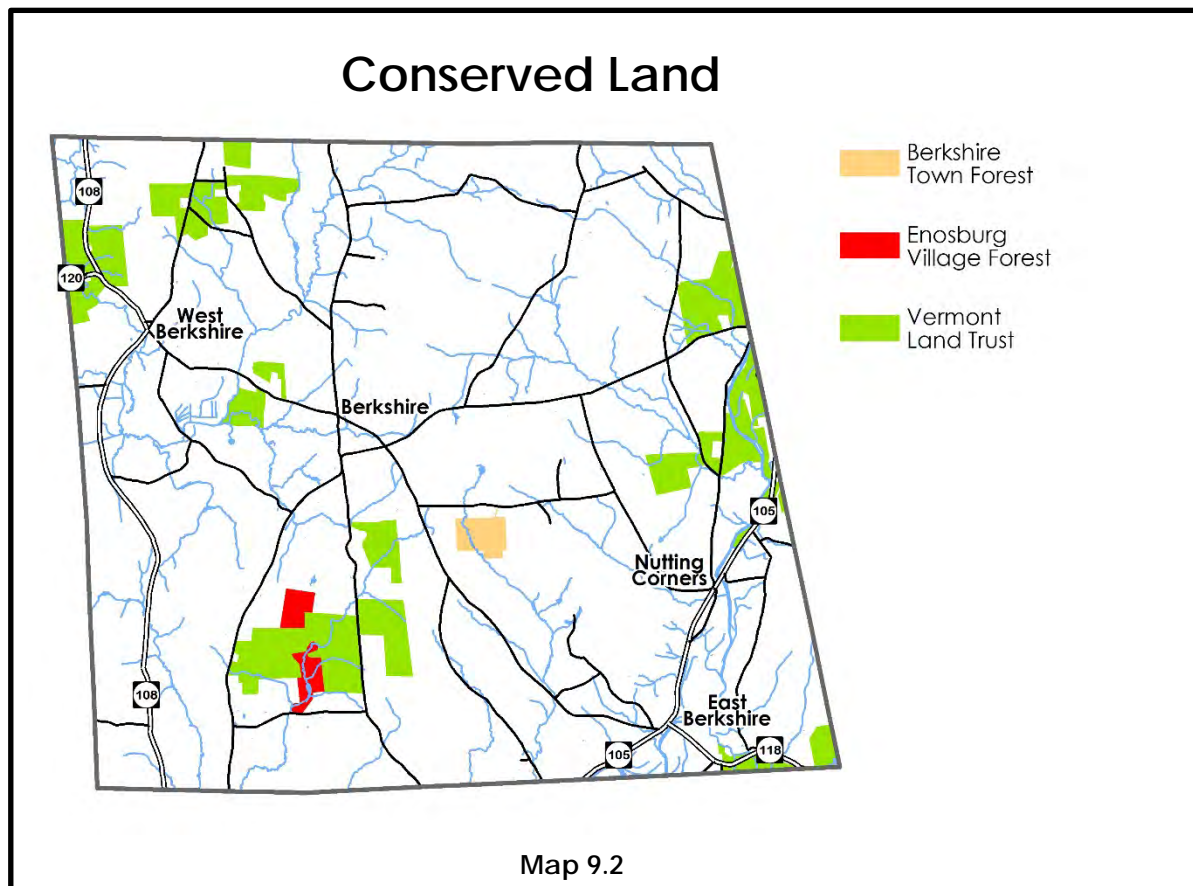 Conserved Land
Berkshire
Town Forest
Enosburg
Village Forest
Vermont
Land Trust
108
120
West
Berkshire
Berkshire
105
Nutting
Corners
108
East
Berkshire
105
118
Map 9.2